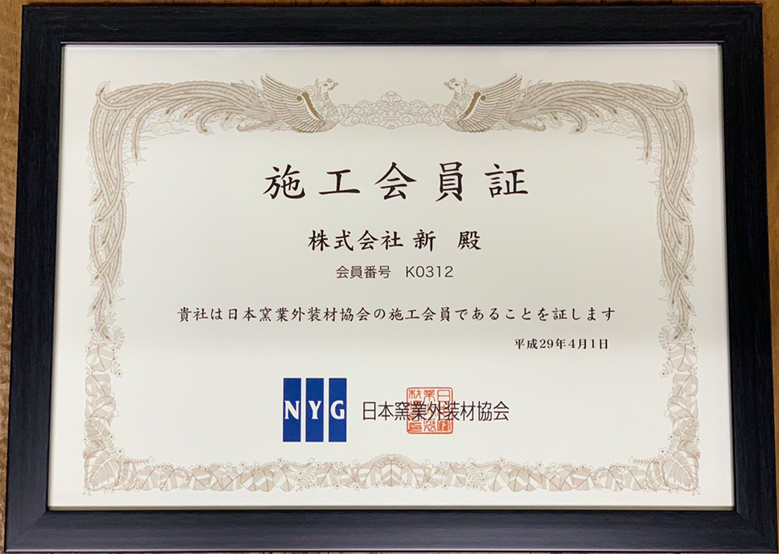 施工会員証
株式会社 新 殿
会員番号 K0312
貴社は日本窯業外装材協会の施工会員であることを証します
平成29年4月1日
NYG 日本窯業外装材協会